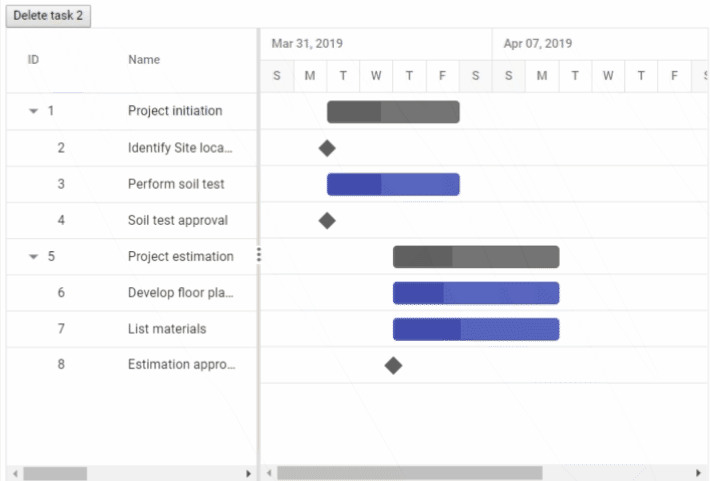 Delete task 2
Mar 31, 2019 Apr 07, 2019
ID Name
S M T W T F S S M T W T F S
1 Project initiation
2 Identify Site loca...
3 Perform soil test
4 Soil test approval
5 Project estimation
6 Develop floor pla...
7 List materials
8 Estimation appro...